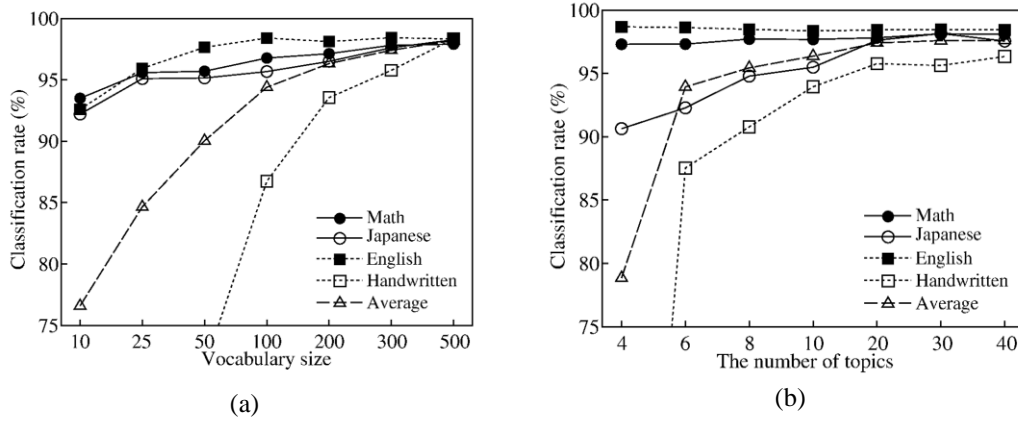 100
95
90
85
80
75
Classification rate (%)
Math
Japanese
English
Handwritten
Average
10 25 50 100 200 300 500
Vocabulary size
(a)
100
95
90
85
80
75
Classification rate (%)
Math
Japanese
English
Handwritten
Average
4 6 8 10 20 30 40
The number of topics
(b)